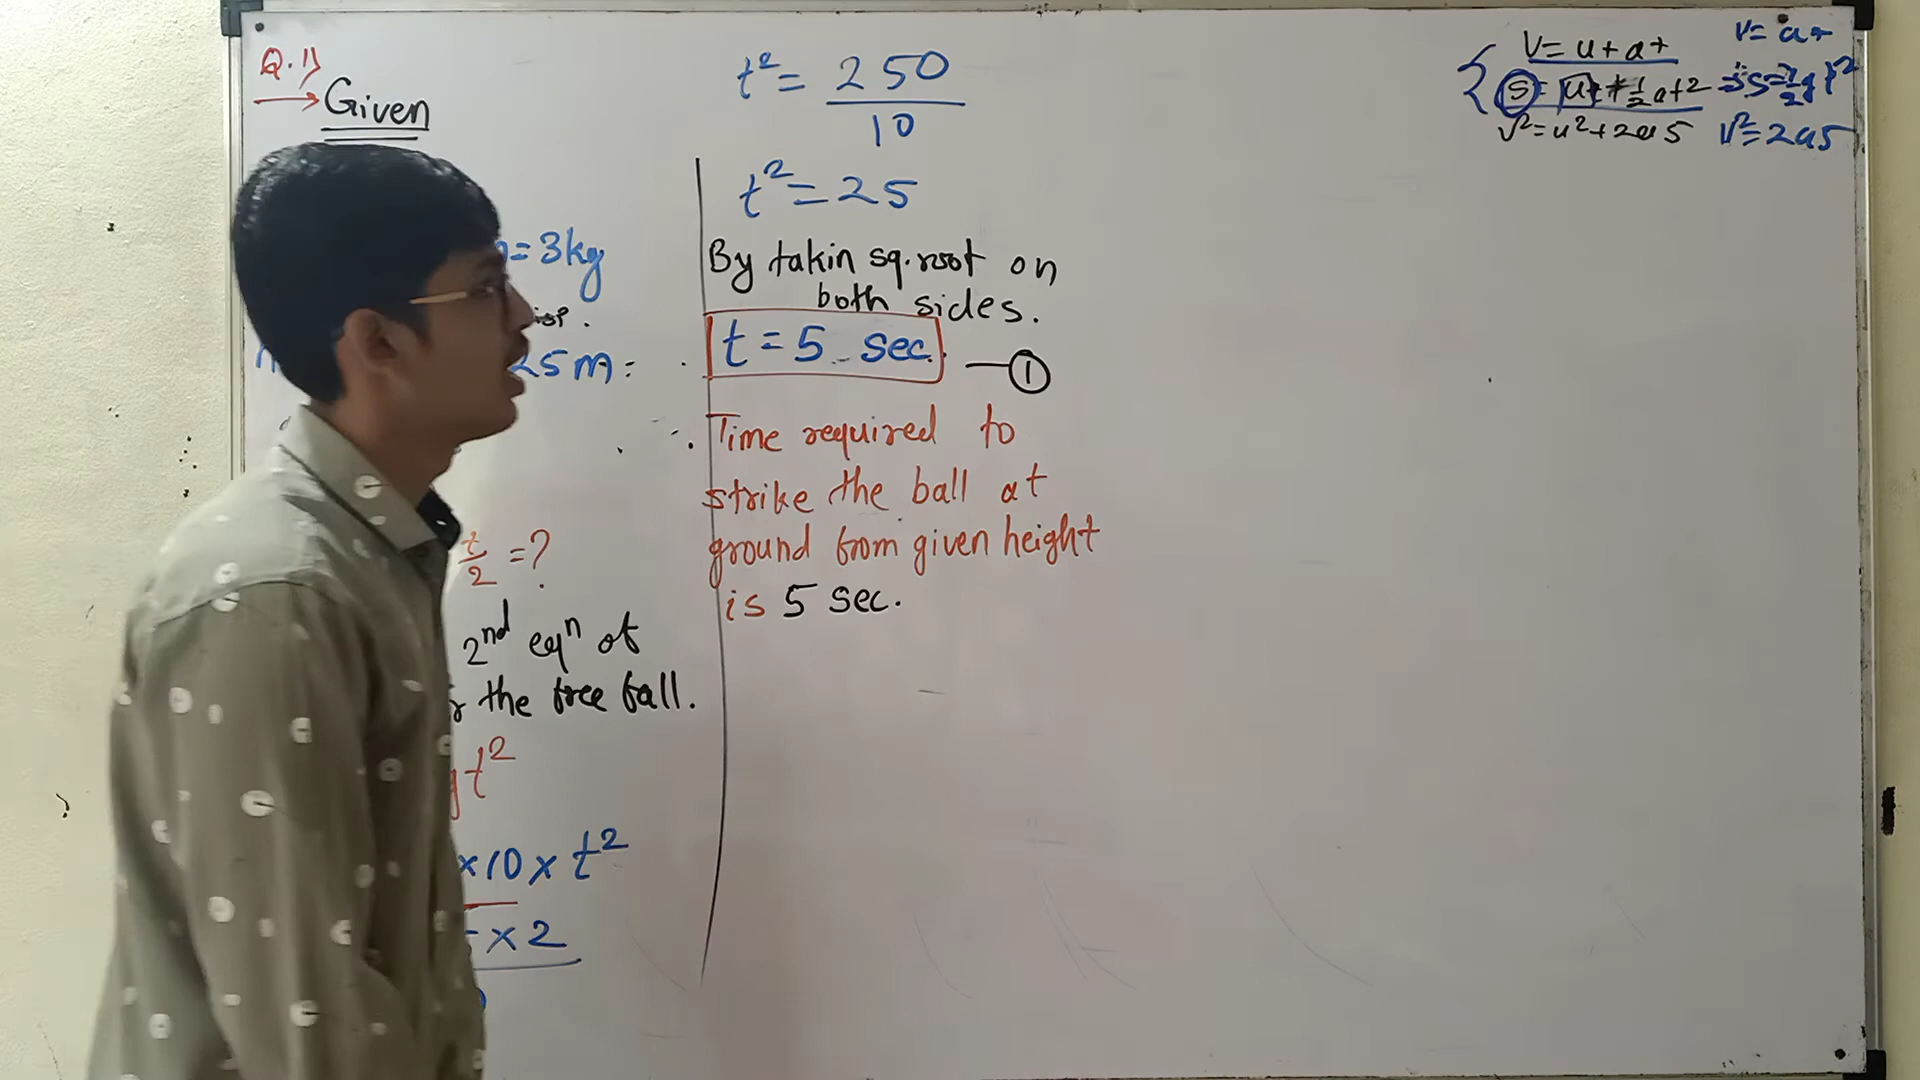 Q.1)
Given
= 3kg
25m
t/2 = ?
2nd eqn of
the free fall.
t²
×10× t²
×2
t² = 250/10
t² = 25
By takin sq. root on
both sides.
t = 5 sec. — ①
∴ Time required to
strike the ball at
ground from given height
is 5 sec.
V = u + at
S = ut + ½at²
v² = u² + 2as
V = at
S = ½gt²
V² = 2as